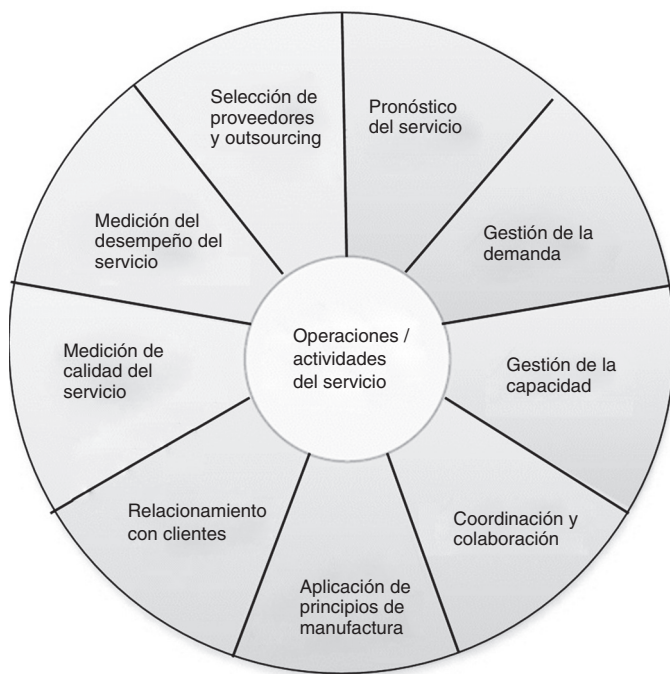 Selección de
proveedores
y outsourcing
Pronóstico
del servicio
Medición del
desempeño del
servicio
Gestión de la
demanda
Operaciones /
actividades
del servicio
Medición de
calidad del
servicio
Gestión de la
capacidad
Relacionamiento
con clientes
Coordinación y
colaboración
Aplicación de
principios de
manufactura